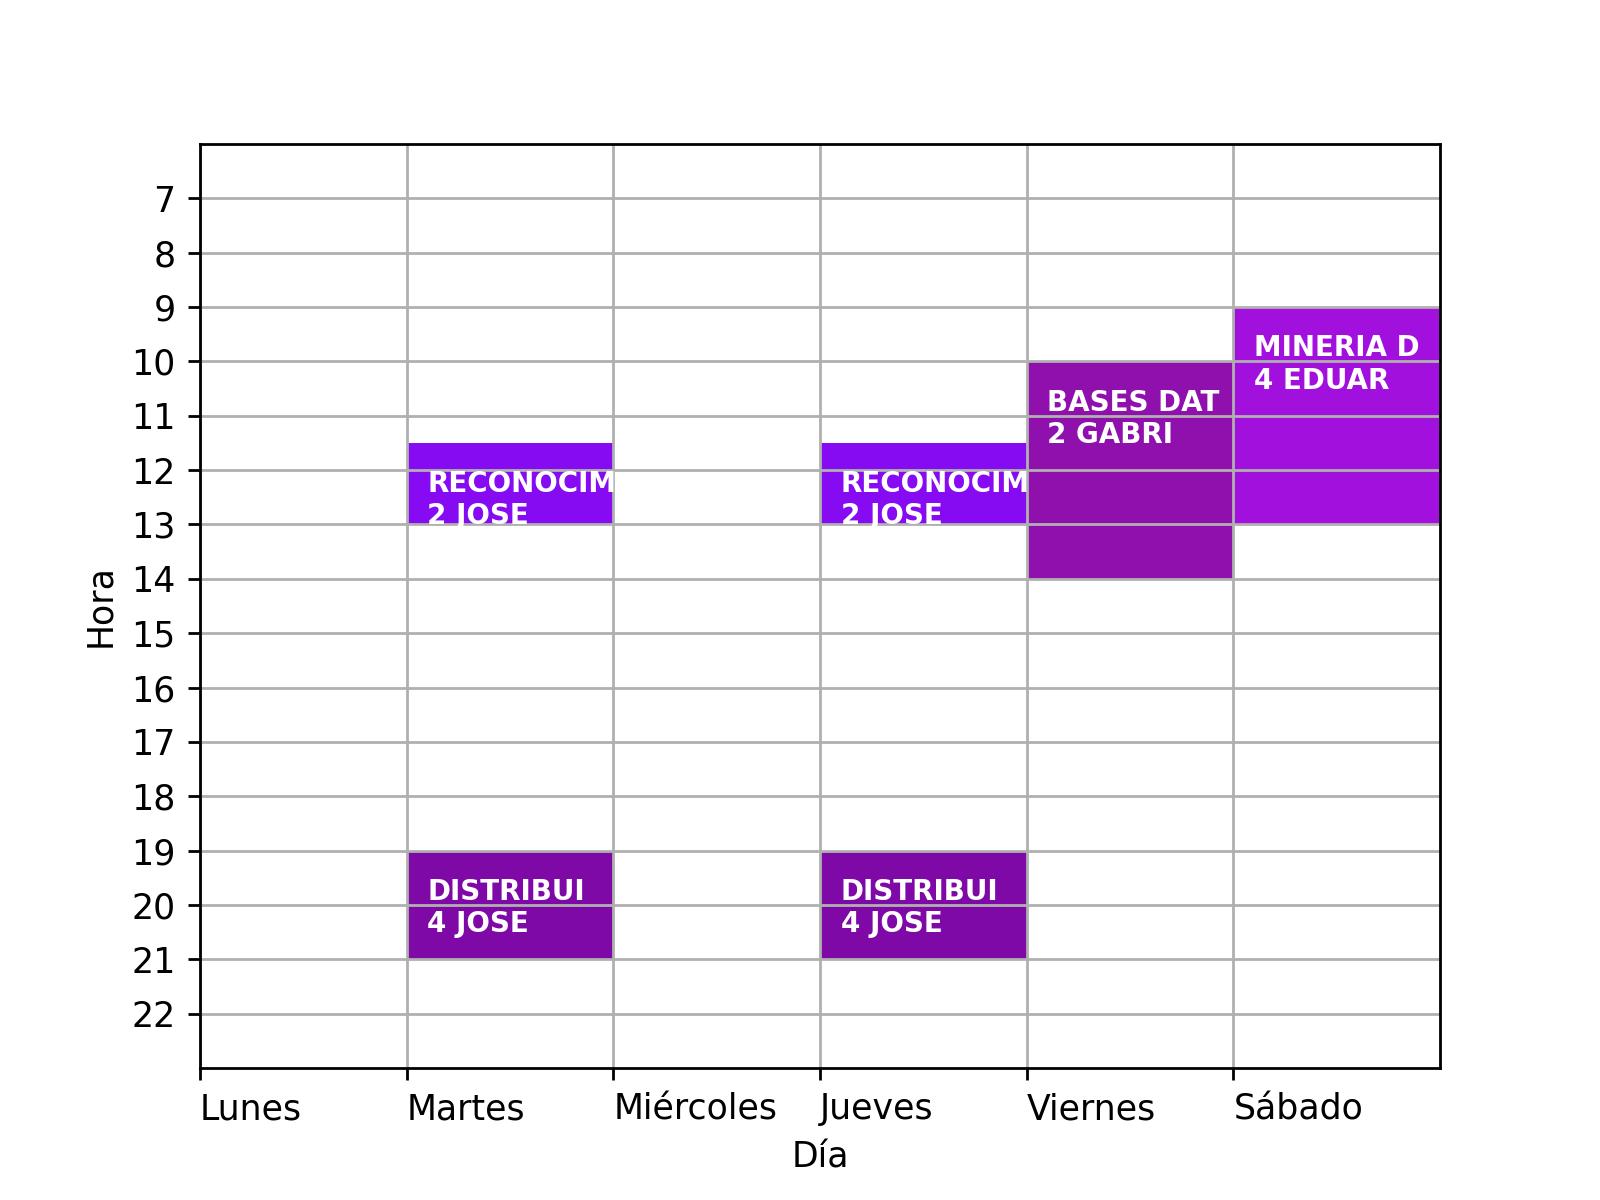 7
8
9
MINERIA D
10
4 EDUAR
BASES DAT
11
2 GABRI
12
RECONOCIM
RECONOCIM
2 JOSE
2 JOSE
13
14
Hora
15
16
17
18
19
DISTRIBUI
DISTRIBUI
20
4 JOSE
4 JOSE
21
22
Lunes Martes Miércoles Jueves Viernes Sábado
Día